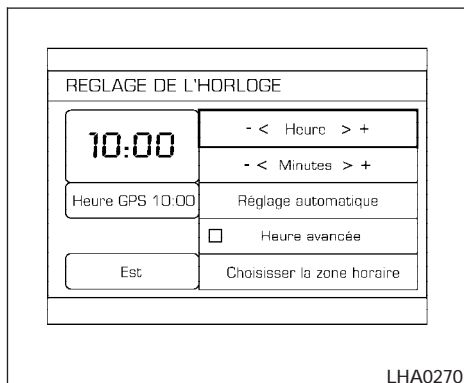 REGLAGE DE L'HORLOGE
10:00
- < Heure > +
- < Minutes > +
Heure GPS 10:00
Réglage automatique
Heure avancée
Est
Choisisser la zone horaire
LHA0270